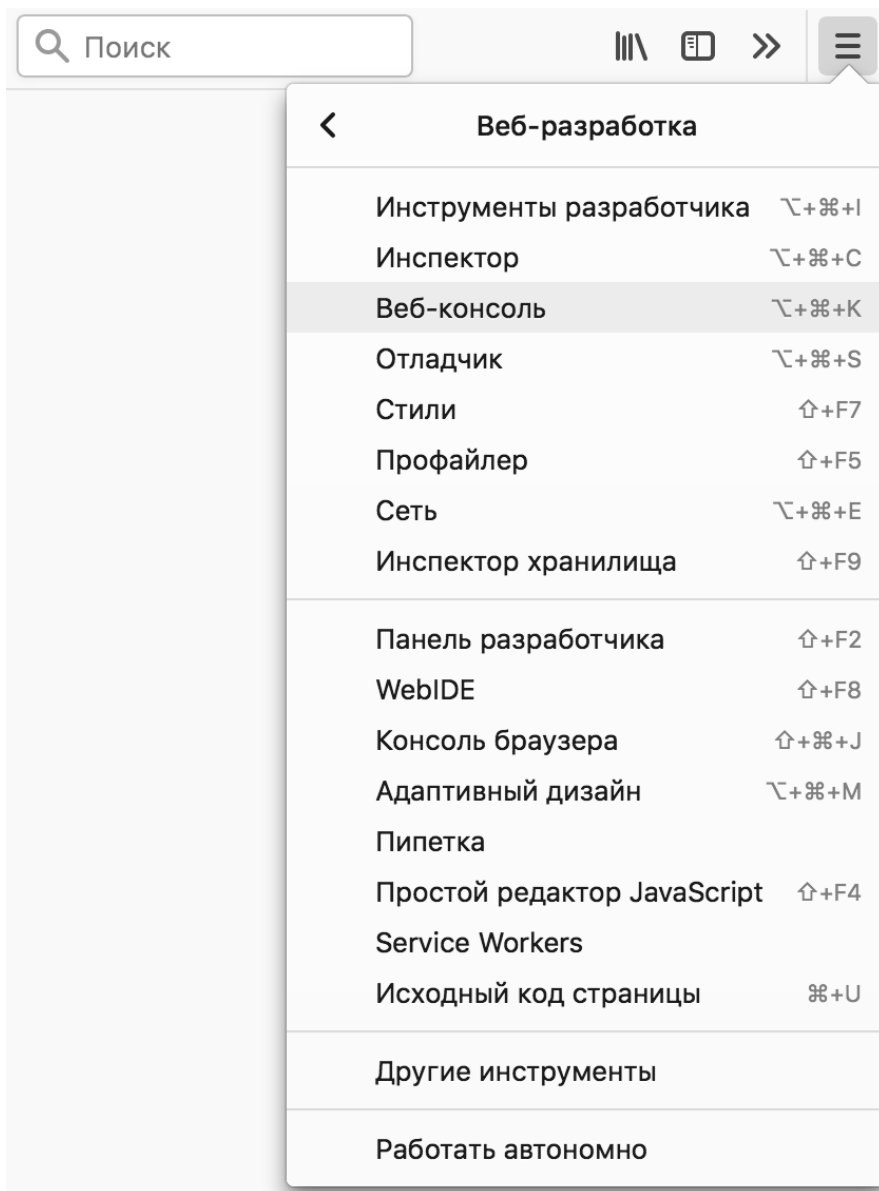 Поиск
Веб-разработка
Инструменты разработчика ⌥+⌘+I
Инспектор ⌥+⌘+C
Веб-консоль ⌥+⌘+K
Отладчик ⌥+⌘+S
Стили ⇧+F7
Профайлер ⇧+F5
Сеть ⌥+⌘+E
Инспектор хранилища ⇧+F9
Панель разработчика ⇧+F2
WebIDE ⇧+F8
Консоль браузера ⇧+⌘+J
Адаптивный дизайн ⌥+⌘+M
Пипетка
Простой редактор JavaScript ⇧+F4
Service Workers
Исходный код страницы ⌘+U
Другие инструменты
Работать автономно